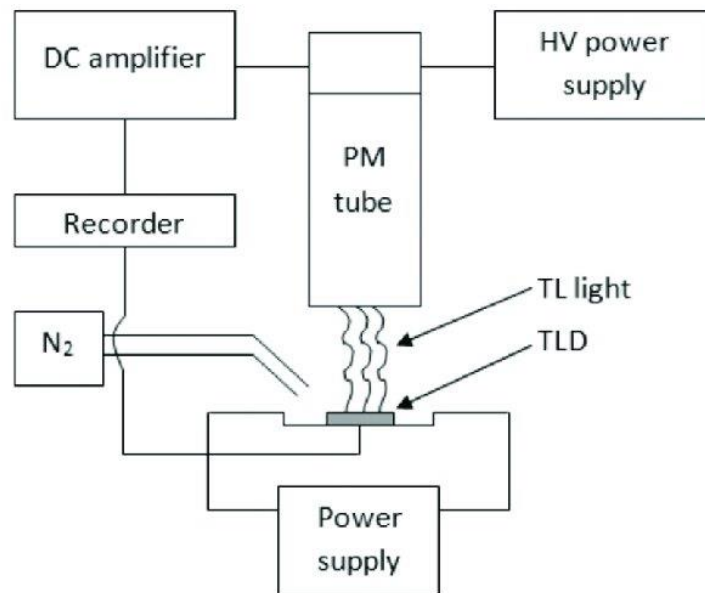 DC amplifier
HV power
supply
PM
tube
Recorder
TL light
N₂
TLD
Power
supply